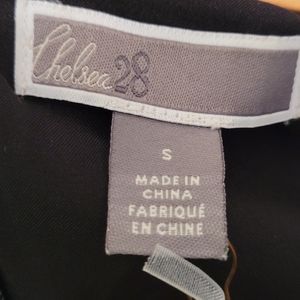 Chelsea28
S
MADE IN
CHINA
FABRIQUÉ
EN CHINE